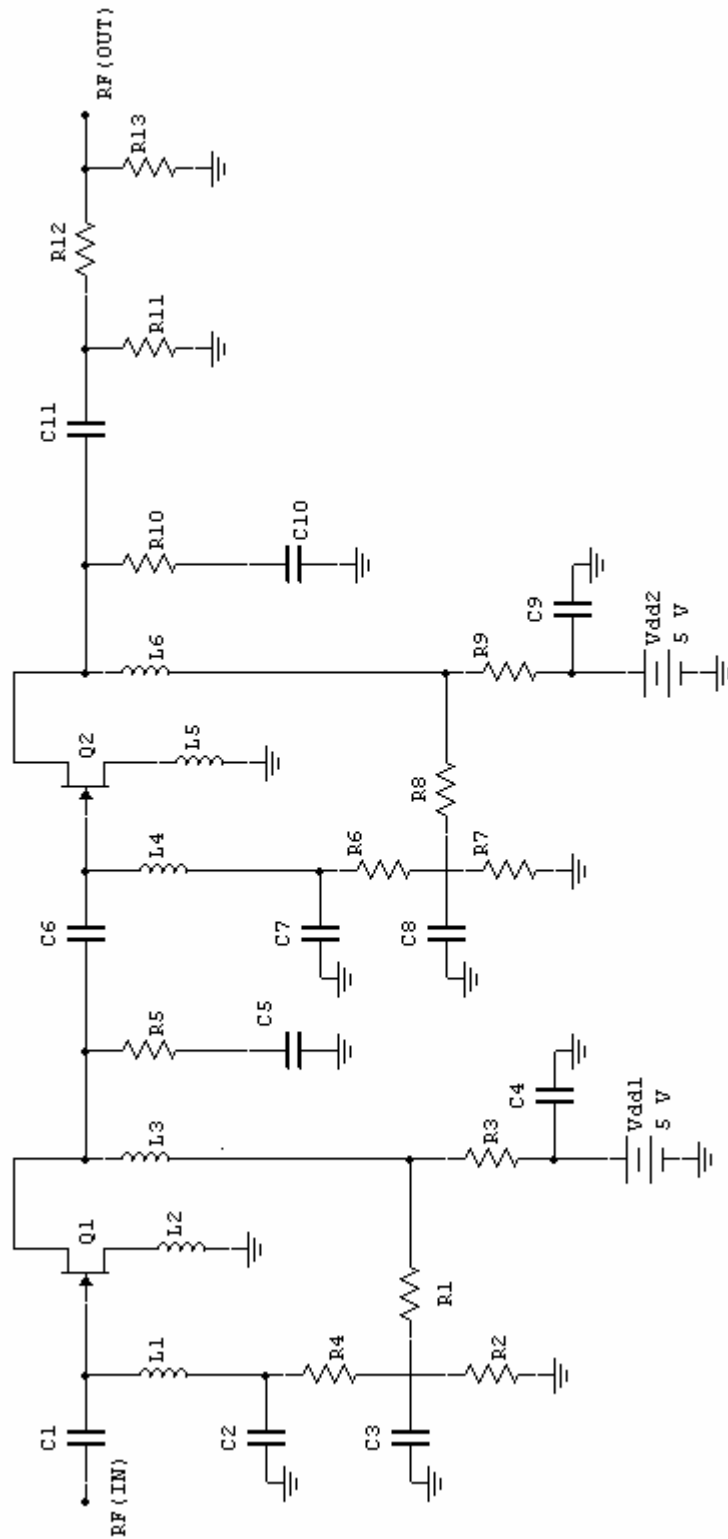 RF(IN)
C1
L1
C2
R4
C3
R2
R1
Q1
L2
L3
R3
C4
Vdd1
5 V
R5
C5
C6
L4
C7
R6
C8
R7
R8
Q2
L5
L6
R9
C9
Vdd2
5 V
R10
C10
C11
R11
R12
R13
RF(OUT)